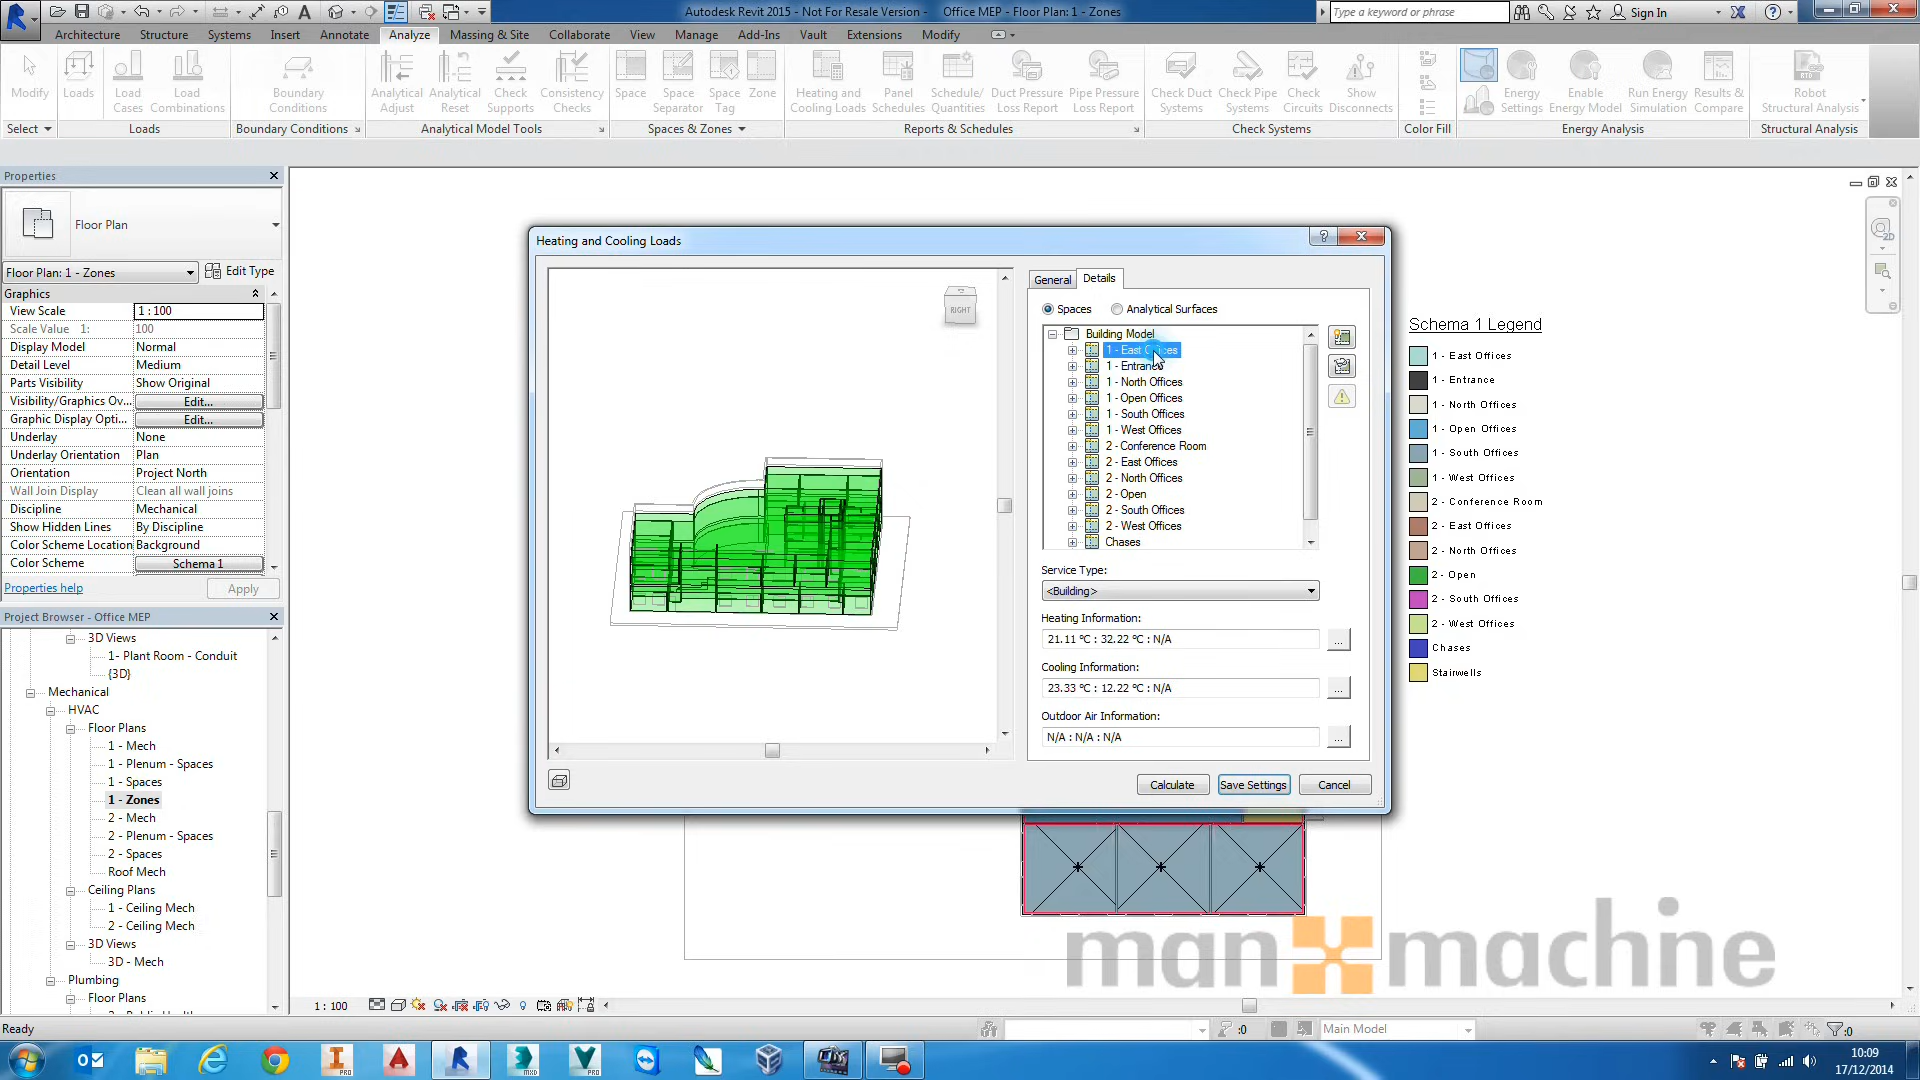 Autodesk Revit 2015 - Not For Resale Version - Office MEP - Floor Plan: 1 - Zones
Type a keyword or phrase
Sign In
Architecture Structure Systems Insert Annotate Analyze Massing & Site Collaborate View Manage Add-Ins Vault Extensions Modify
Modify
Loads
Load Cases
Load Combinations
Boundary Conditions
Analytical Adjust
Analytical Reset
Check Supports
Consistency Checks
Space
Space Separator
Space Tag
Zone
Heating and Cooling Loads
Panel Schedules
Schedule/ Quantities
Duct Pressure Loss Report
Pipe Pressure Loss Report
Check Duct Systems
Check Pipe Systems
Check Circuits
Show Disconnects
Energy Settings
Enable Energy Model
Run Energy Simulation
Results & Compare
Robot Structural Analysis
Select
Loads
Boundary Conditions
Analytical Model Tools
Spaces & Zones
Reports & Schedules
Check Systems
Color Fill
Energy Analysis
Structural Analysis
Properties
Floor Plan
Floor Plan: 1 - Zones
Edit Type
Graphics
View Scale 1 : 100
Scale Value 1: 100
Display Model Normal
Detail Level Medium
Parts Visibility Show Original
Visibility/Graphics Ov... Edit...
Graphic Display Opti... Edit...
Underlay None
Underlay Orientation Plan
Orientation Project North
Wall Join Display Clean all wall joins
Discipline Mechanical
Show Hidden Lines By Discipline
Color Scheme Location Background
Color Scheme Schema 1
Properties help
Apply
Project Browser - Office MEP
3D Views
1- Plant Room - Conduit
{3D}
Mechanical
HVAC
Floor Plans
1 - Mech
1 - Plenum - Spaces
1 - Spaces
1 - Zones
2 - Mech
2 - Plenum - Spaces
2 - Spaces
Roof Mech
Ceiling Plans
1 - Ceiling Mech
2 - Ceiling Mech
3D Views
3D - Mech
Plumbing
Floor Plans
Heating and Cooling Loads
RIGHT
General
Details
Spaces
Analytical Surfaces
Building Model
1 - East Offices
1 - Entrance
1 - North Offices
1 - Open Offices
1 - South Offices
1 - West Offices
2 - Conference Room
2 - East Offices
2 - North Offices
2 - Open
2 - South Offices
2 - West Offices
Chases
Service Type:
<Building>
Heating Information:
21.11 °C : 32.22 °C : N/A
...
Cooling Information:
23.33 °C : 12.22 °C : N/A
...
Outdoor Air Information:
N/A : N/A : N/A
...
Calculate
Save Settings
Cancel
Schema 1 Legend
1 - East Offices
1 - Entrance
1 - North Offices
1 - Open Offices
1 - South Offices
1 - West Offices
2 - Conference Room
2 - East Offices
2 - North Offices
2 - Open
2 - South Offices
2 - West Offices
Chases
Stairwells
man machine
1 : 100
Ready
:0
Main Model
:0
10:09
17/12/2014